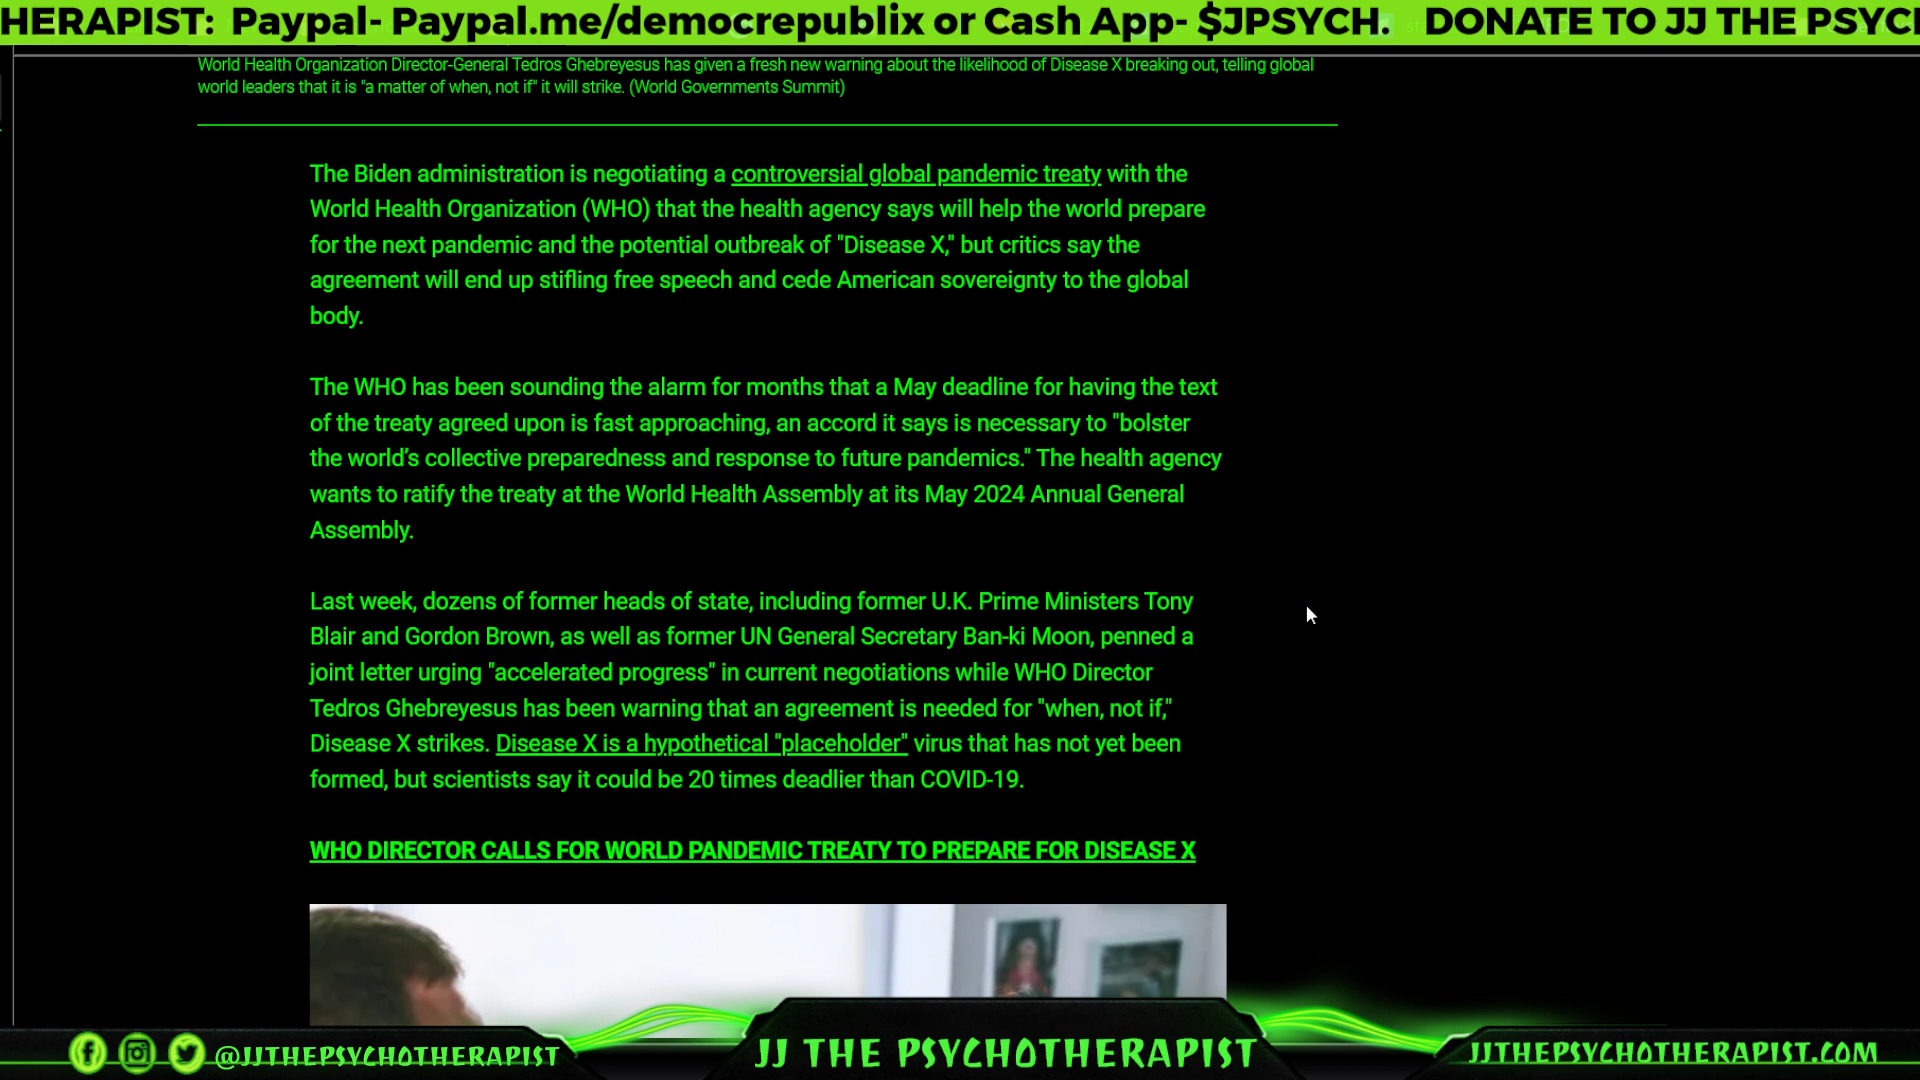 HERAPIST: Paypal- Paypal.me/democrepublix or Cash App- $JPSYCH. DONATE TO JJ THE PSYC
World Health Organization Director-General Tedros Ghebreyesus has given a fresh new warning about the likelihood of Disease X breaking out, telling global
world leaders that it is "a matter of when, not if" it will strike. (World Governments Summit)
The Biden administration is negotiating a controversial global pandemic treaty with the
World Health Organization (WHO) that the health agency says will help the world prepare
for the next pandemic and the potential outbreak of "Disease X," but critics say the
agreement will end up stifling free speech and cede American sovereignty to the global
body.
The WHO has been sounding the alarm for months that a May deadline for having the text
of the treaty agreed upon is fast approaching, an accord it says is necessary to "bolster
the world’s collective preparedness and response to future pandemics." The health agency
wants to ratify the treaty at the World Health Assembly at its May 2024 Annual General
Assembly.
Last week, dozens of former heads of state, including former U.K. Prime Ministers Tony
Blair and Gordon Brown, as well as former UN General Secretary Ban-ki Moon, penned a
joint letter urging "accelerated progress" in current negotiations while WHO Director
Tedros Ghebreyesus has been warning that an agreement is needed for "when, not if,"
Disease X strikes. Disease X is a hypothetical "placeholder" virus that has not yet been
formed, but scientists say it could be 20 times deadlier than COVID-19.
WHO DIRECTOR CALLS FOR WORLD PANDEMIC TREATY TO PREPARE FOR DISEASE X
@JJTHEPSYCHOTHERAPIST
JJ THE PSYCHOTHERAPIST
JJTHEPSYCHOTHERAPIST.COM